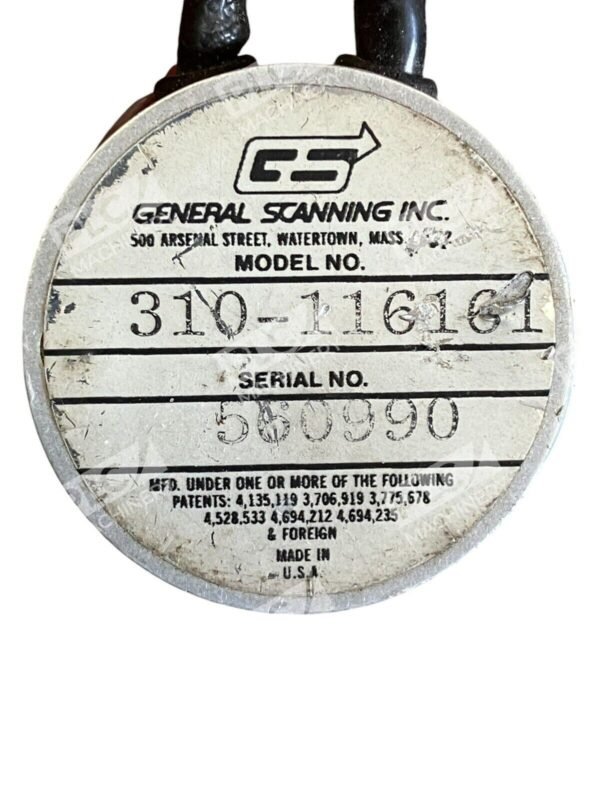 GS
GENERAL SCANNING INC.
500 ARSENAL STREET, WATERTOWN, MASS.
MODEL NO.
310-116161
SERIAL NO.
560990
MFD. UNDER ONE OR MORE OF THE FOLLOWING
PATENTS: 4,135,119 3,706,919 3,775,678
4,528,533 4,694,212 4,694,235
& FOREIGN
MADE IN
U.S.A.